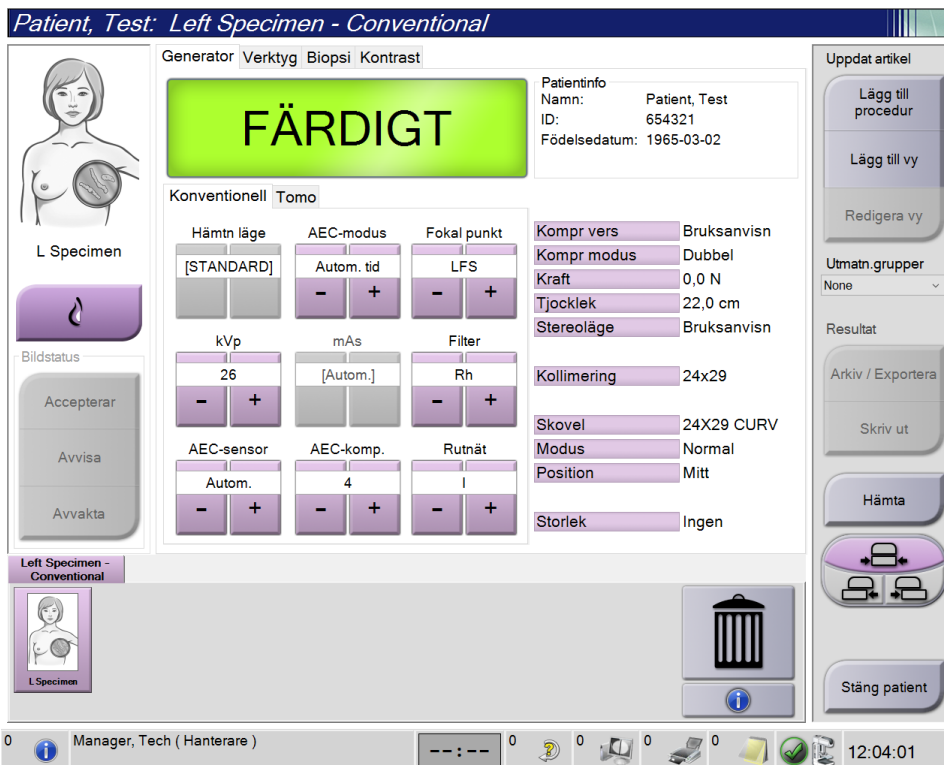 Patient, Test: Left Specimen - Conventional
Generator Verktyg Biopsi Kontrast
FÄRDIGT
Patientinfo
Namn: Patient, Test
ID: 654321
Födelsedatum: 1965-03-02
L Specimen
Bildstatus
Accepterar
Avvisa
Avvakta
Konventionell Tomo
Hämtn läge AEC-modus Fokal punkt
[STANDARD] Autom. tid LFS
- + - +
kVp mAs Filter
26 [Autom.] Rh
- + - +
AEC-sensor AEC-komp. Rutnät
Autom. 4 I
- + - + - +
Kompr vers Bruksanvisn
Kompr modus Dubbel
Kraft 0,0 N
Tjocklek 22,0 cm
Stereoläge Bruksanvisn
Kollimering 24x29
Skovel 24X29 CURV
Modus Normal
Position Mitt
Storlek Ingen
Uppdat artikel
Lägg till
procedur
Lägg till vy
Redigera vy
Utmatn.grupper
None
Resultat
Arkiv / Exportera
Skriv ut
Hämta
Stäng patient
Left Specimen -
Conventional
L Specimen
0 Manager, Tech ( Hanterare ) --:-- 0 0 0 0 12:04:01